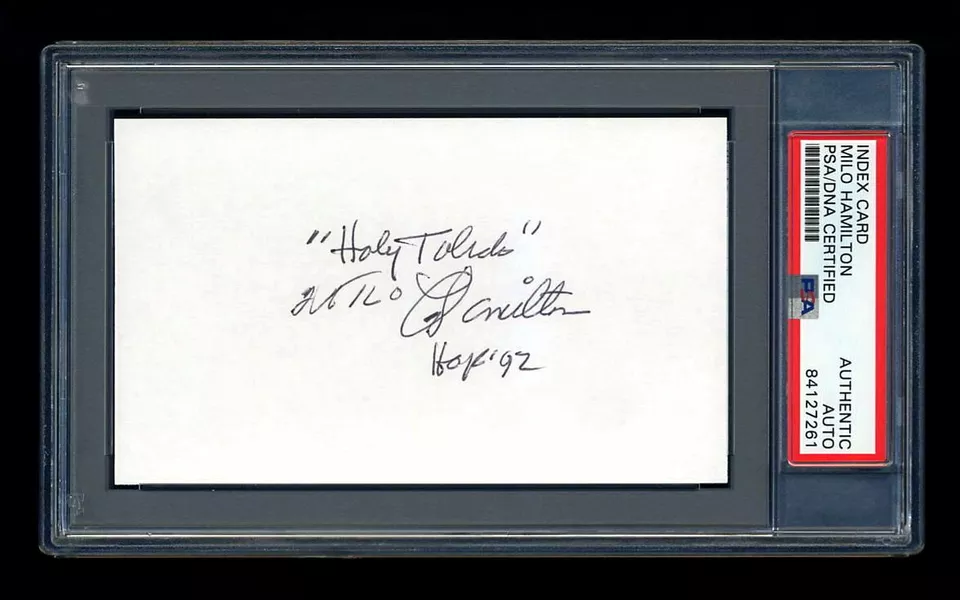 "Holy Toledo"
Milo Hamilton
HOF '92
INDEX CARD
MILO HAMILTON
PSA/DNA CERTIFIED
PSA
AUTHENTIC
AUTO
84127261